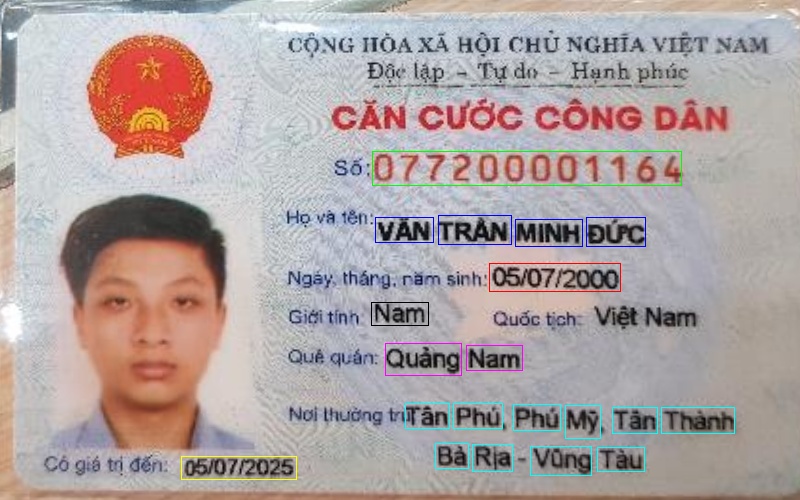 CỘNG HÒA XÃ HỘI CHỦ NGHĨA VIỆT NAM
Độc lập - Tự do - Hạnh phúc
CĂN CƯỚC CÔNG DÂN
Số: 077200001164
Họ và tên: VĂN TRẦN MINH ĐỨC
Ngày, tháng, năm sinh: 05/07/2000
Giới tính: Nam Quốc tịch: Việt Nam
Quê quán: Quảng Nam
Nơi thường trú: Tân Phú, Phú Mỹ, Tân Thành
Bà Rịa - Vũng Tàu
Có giá trị đến: 05/07/2025